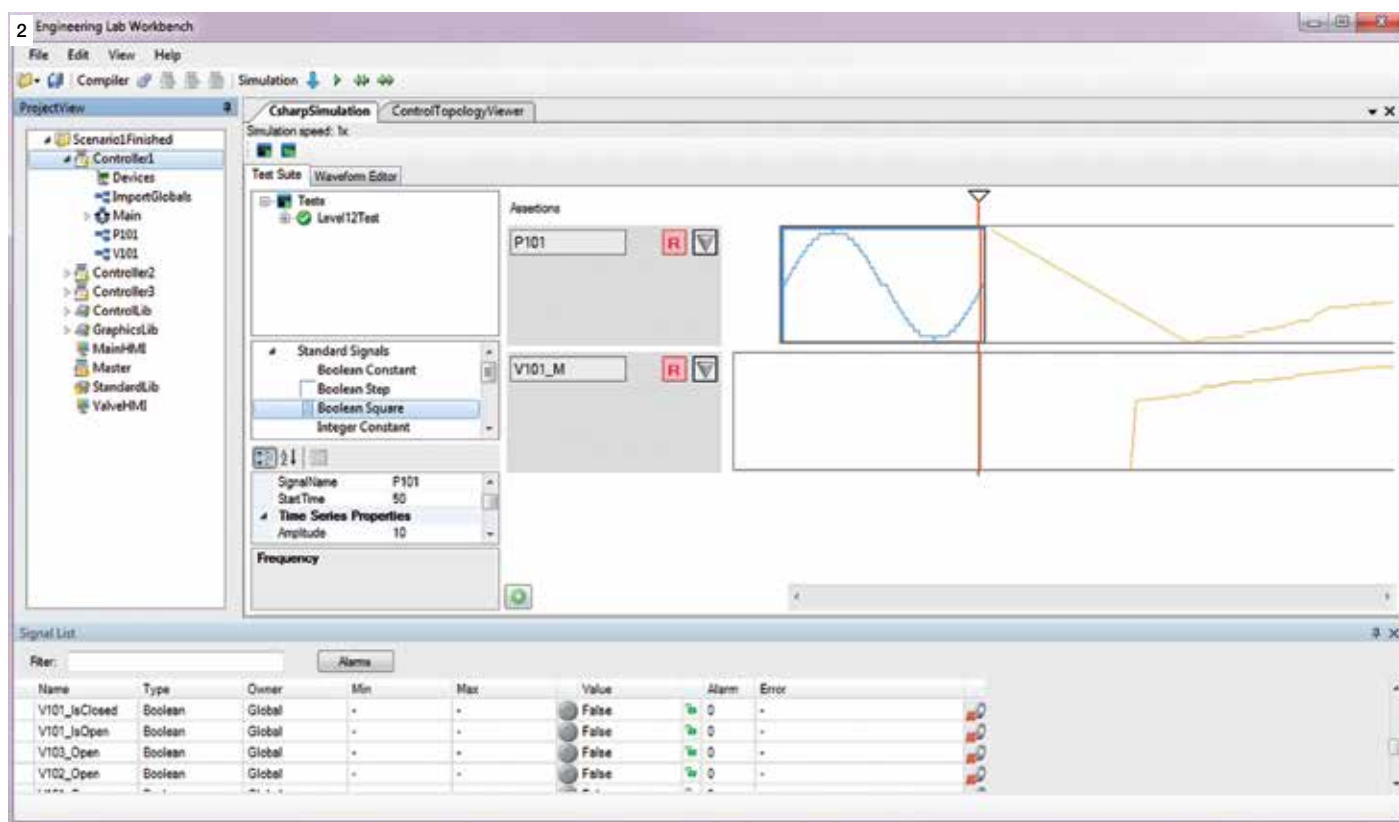 2 Engineering Lab Workbench
File Edit View Help
Compiler Simulation
ProjectView
CsharpSimulation ControlTopologyViewer
Simulation speed: 1x
Scenario1Finished
Controller1
Devices
ImportGlobals
Main
P101
V101
Controller2
Controller3
ControlLib
GraphicsLib
MainHMI
Master
StandardLib
ValveHMI
Test Suite Waveform Editor
Tests
Level12Test
Standard Signals
Boolean Constant
Boolean Step
Boolean Square
Integer Constant
SignalName P101
StartTime 50
Time Series Properties
Amplitude 10
Frequency
Assertions
P101 R
V101_M R
Signal List
Filter: Alarms
Name Type Owner Min Max Value Alarm Error
V101_IsClosed Boolean Global - - False 0 -
V101_IsOpen Boolean Global - - False 0 -
V103_Open Boolean Global - - False 0 -
V102_Open Boolean Global - - False 0 -